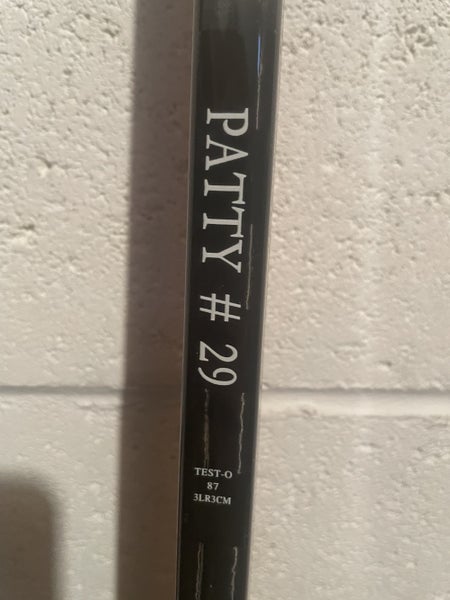 PATTY # 29
TEST-O
87
3LR3CM